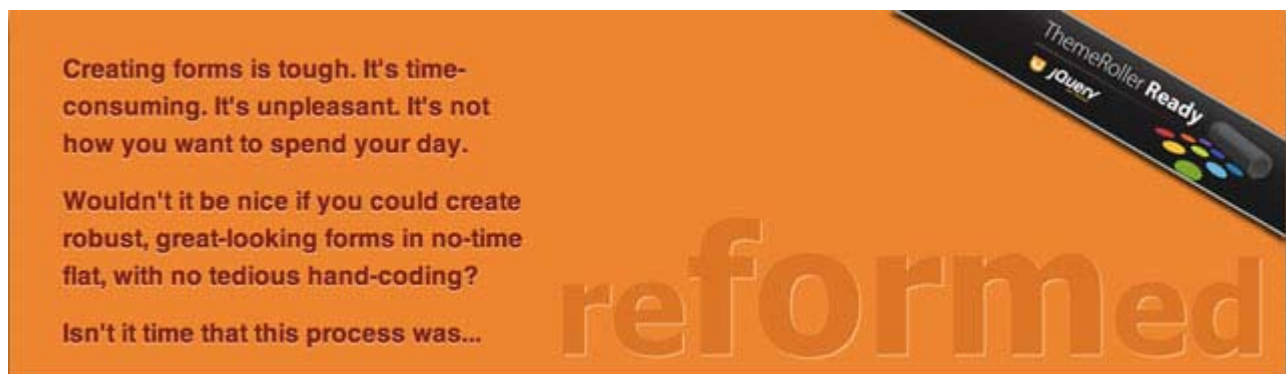 Creating forms is tough. It's time-
consuming. It's unpleasant. It's not
how you want to spend your day.
Wouldn't it be nice if you could create
robust, great-looking forms in no-time
flat, with no tedious hand-coding?
Isn't it time that this process was...
reformed
ThemeRoller Ready
jQuery